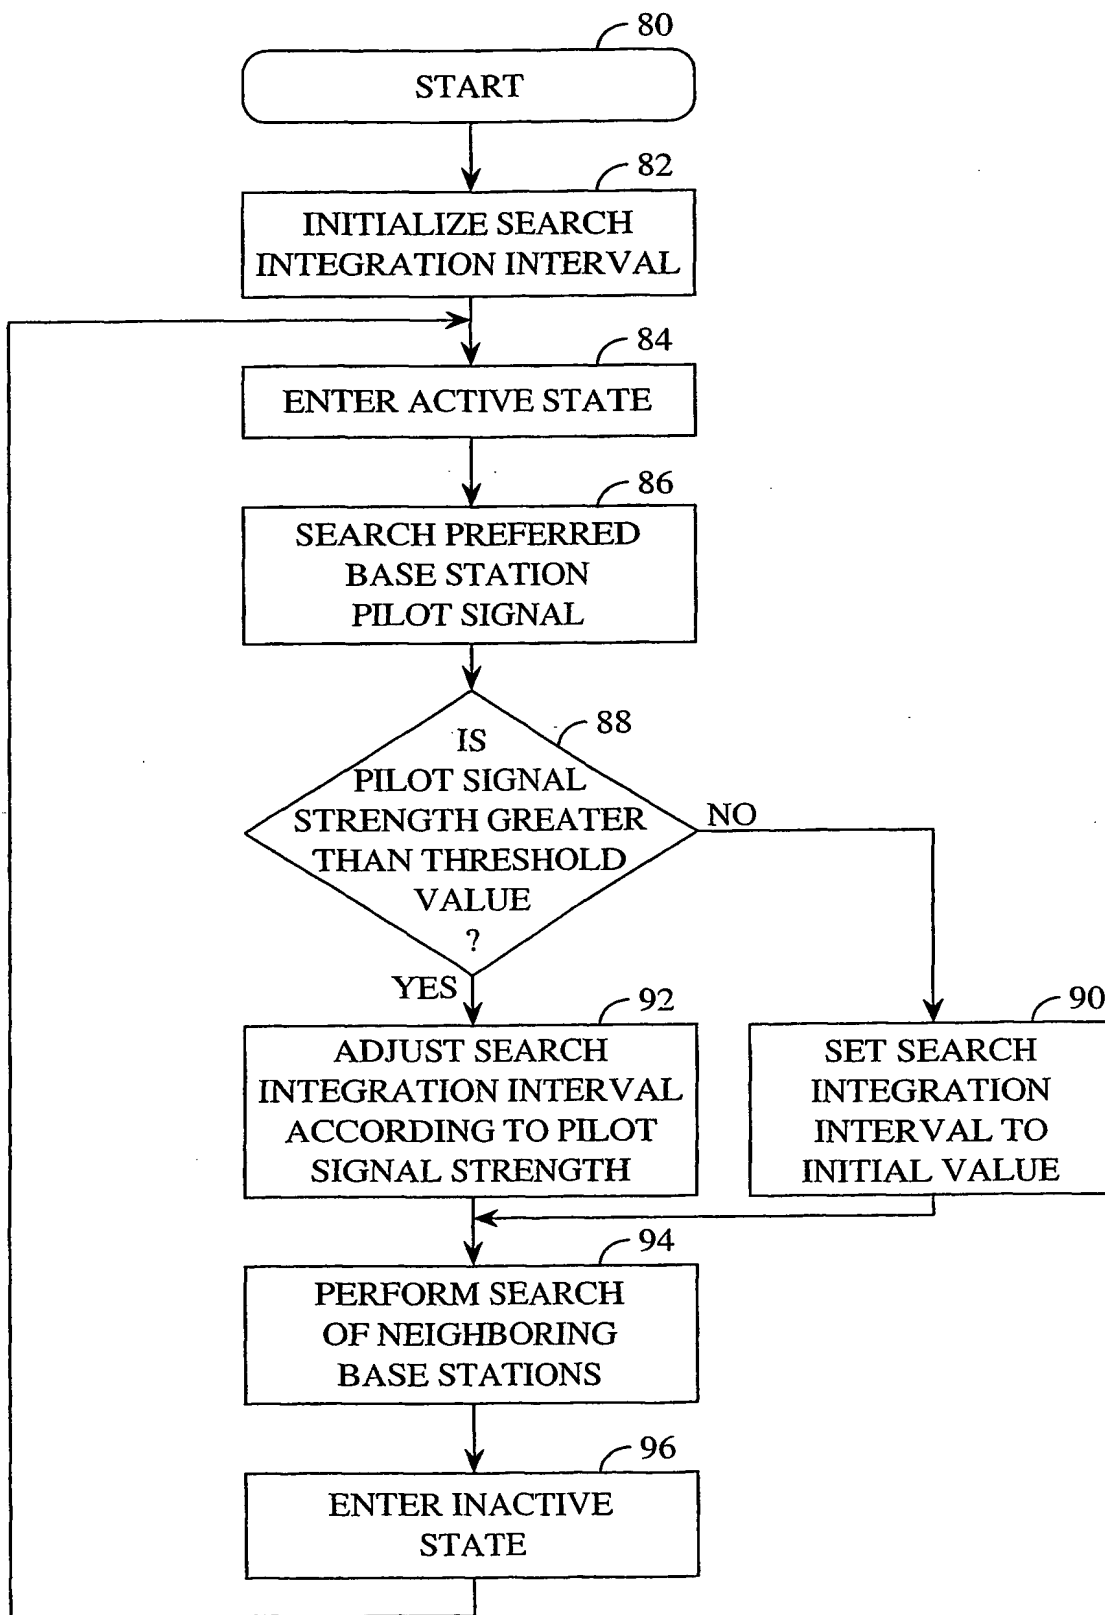 80
START
82
INITIALIZE SEARCH
INTEGRATION INTERVAL
84
ENTER ACTIVE STATE
86
SEARCH PREFERRED
BASE STATION
PILOT SIGNAL
88
IS
PILOT SIGNAL
STRENGTH GREATER
THAN THRESHOLD
VALUE
?
NO
YES
92
ADJUST SEARCH
INTEGRATION INTERVAL
ACCORDING TO PILOT
SIGNAL STRENGTH
90
SET SEARCH
INTEGRATION
INTERVAL TO
INITIAL VALUE
94
PERFORM SEARCH
OF NEIGHBORING
BASE STATIONS
96
ENTER INACTIVE
STATE